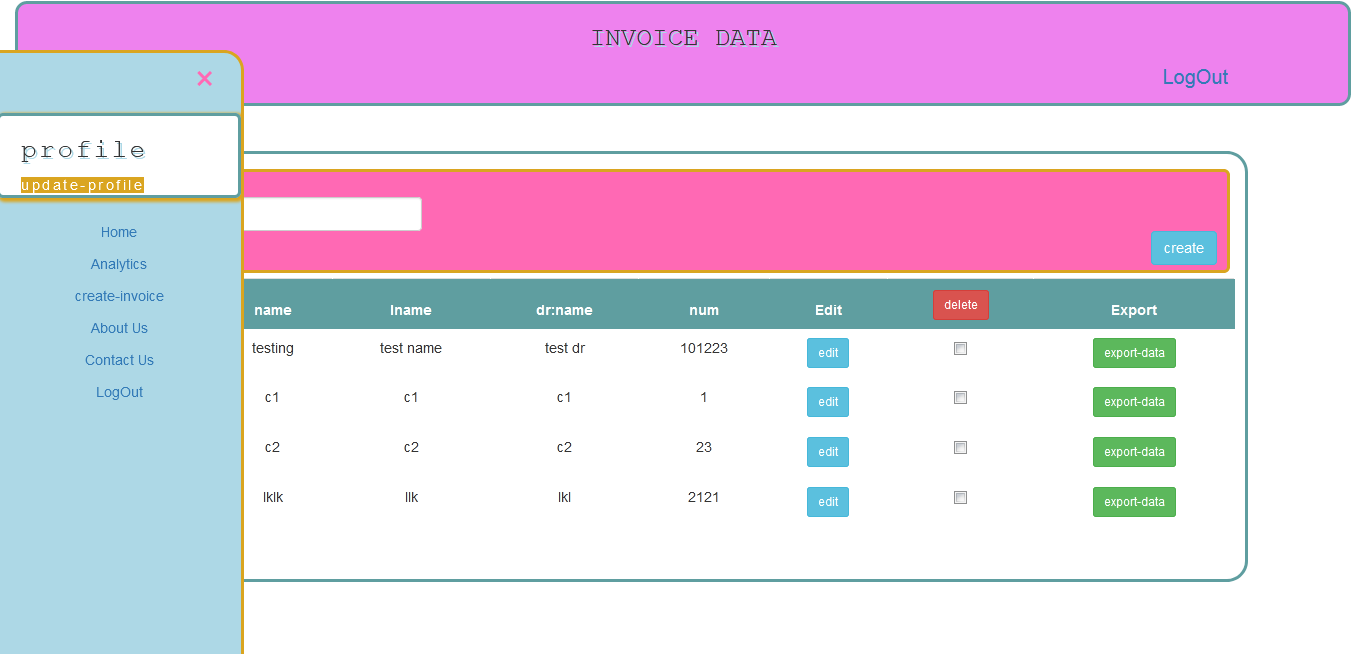 INVOICE DATA
LogOut
×
profile
update-profile
Home
Analytics
create-invoice
About Us
Contact Us
LogOut
create
name lname dr:name num Edit delete Export
testing test name test dr 101223 edit export-data
c1 c1 c1 1 edit export-data
c2 c2 c2 23 edit export-data
lklk llk lkl 2121 edit export-data